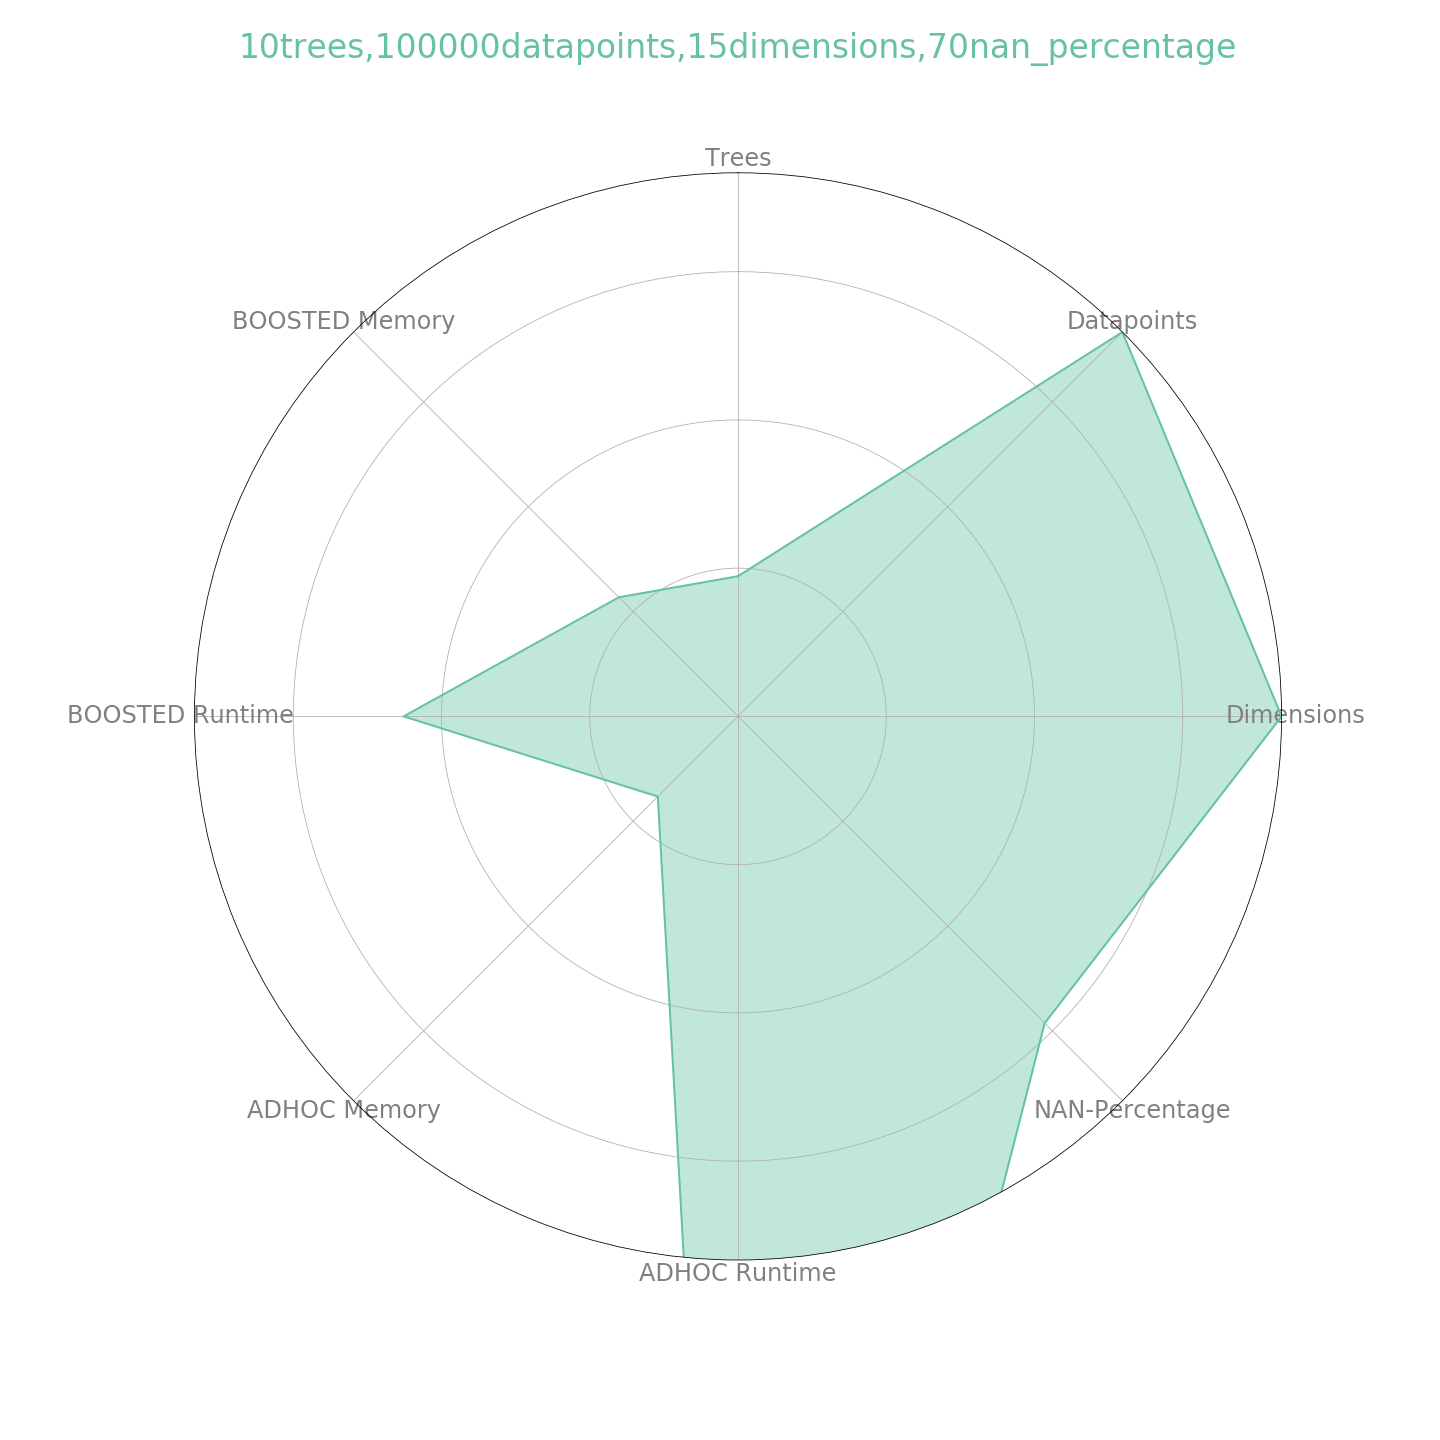 10trees,100000datapoints,15dimensions,70nan_percentage
Trees
BOOSTED Memory
Datapoints
BOOSTED Runtime
Dimensions
ADHOC Memory
NAN-Percentage
ADHOC Runtime